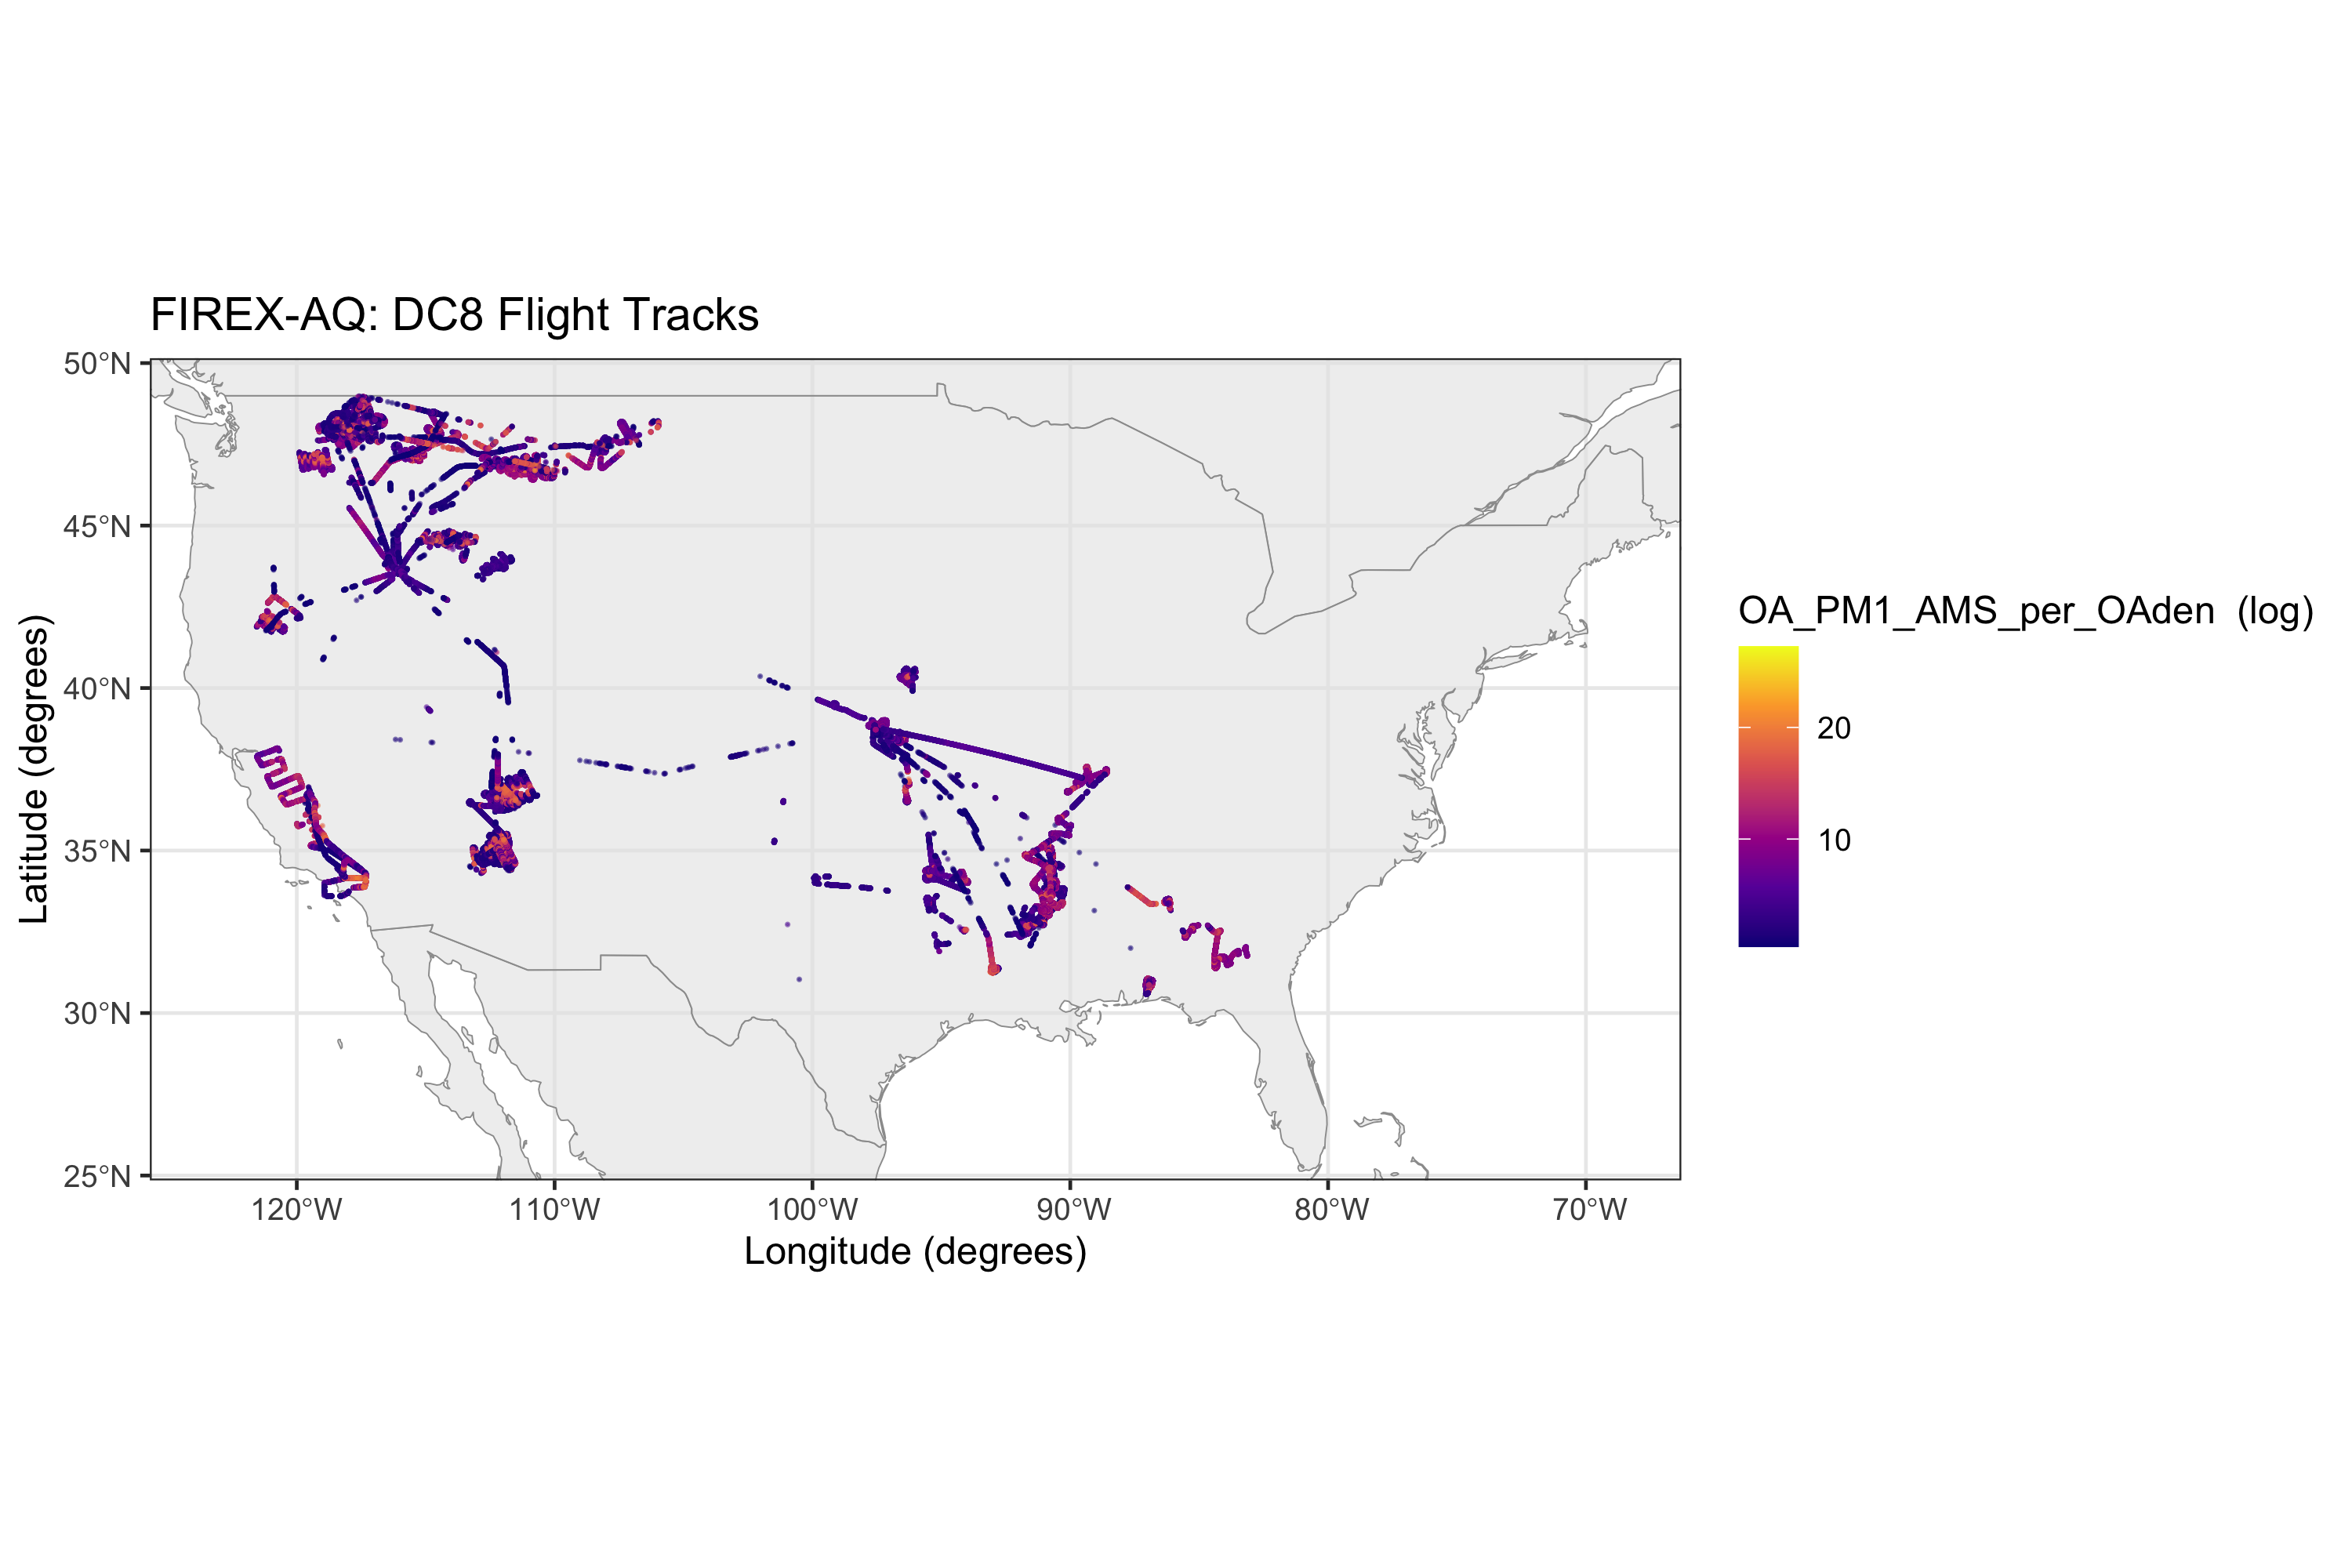 FIREX-AQ: DC8 Flight Tracks
50°N
45°N
40°N
35°N
30°N
25°N
Latitude (degrees)
120°W 110°W 100°W 90°W 80°W 70°W
Longitude (degrees)
OA_PM1_AMS_per_OAden (log)
20
10